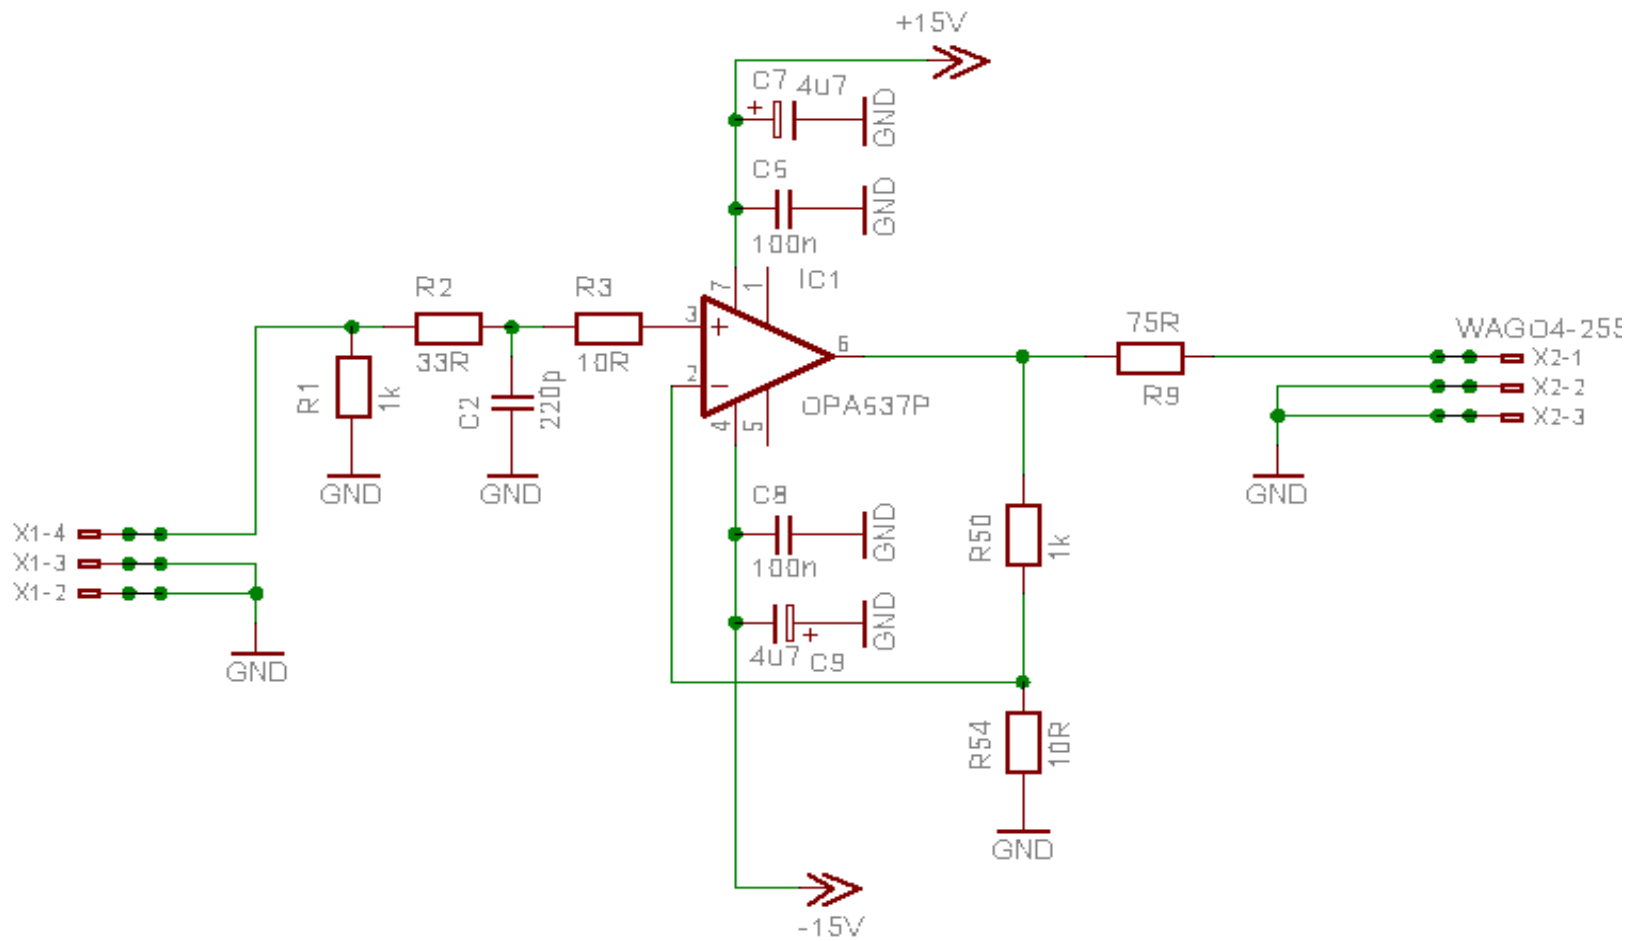 +15V
C7 4u7
+
GND
C6
GND
100n
IC1
7
1
R2
R3
3
+
33R
10R
6
75R
WAGO4-255
X2-1
R1
1k
C2
220p
2
−
OPA637P
R9
X2-2
4
5
X2-3
GND
GND
GND
X1-4
C8
GND
R50
1k
X1-3
100n
X1-2
GND
GND
4u7
+
C9
R54
10R
GND
-15V